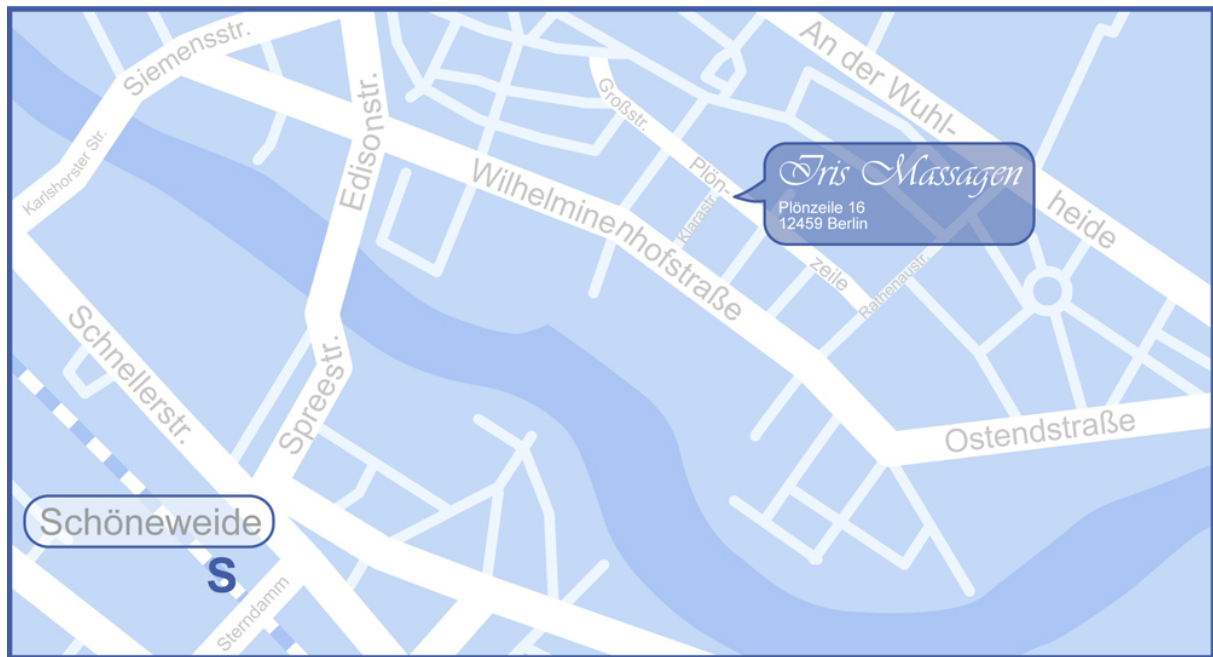 Siemensstr.
An der Wuhl-
heide
Karlshorster Str.
Edisonstr.
Großstr.
Wilhelminenhofstraße
Plön-
zeile
Klarastr.
Iris Massagen
Plönzeile 16
12459 Berlin
Rathenaustr.
Schnellerstr.
Spreestr.
Ostendstraße
Schöneweide
S
Sterndamm